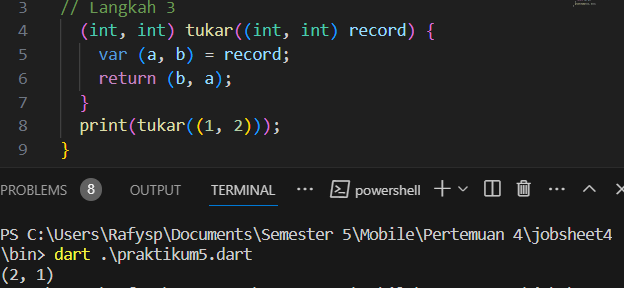 3 // Langkah 3
4 (int, int) tukar((int, int) record) {
5 var (a, b) = record;
6 return (b, a);
7 }
8 print(tukar((1, 2)));
9 }
PROBLEMS 8 OUTPUT TERMINAL ... powershell
PS C:\Users\Rafysp\Documents\Semester 5\Mobile\Pertemuan 4\jobsheet4
\bin> dart .\praktikum5.dart
(2, 1)